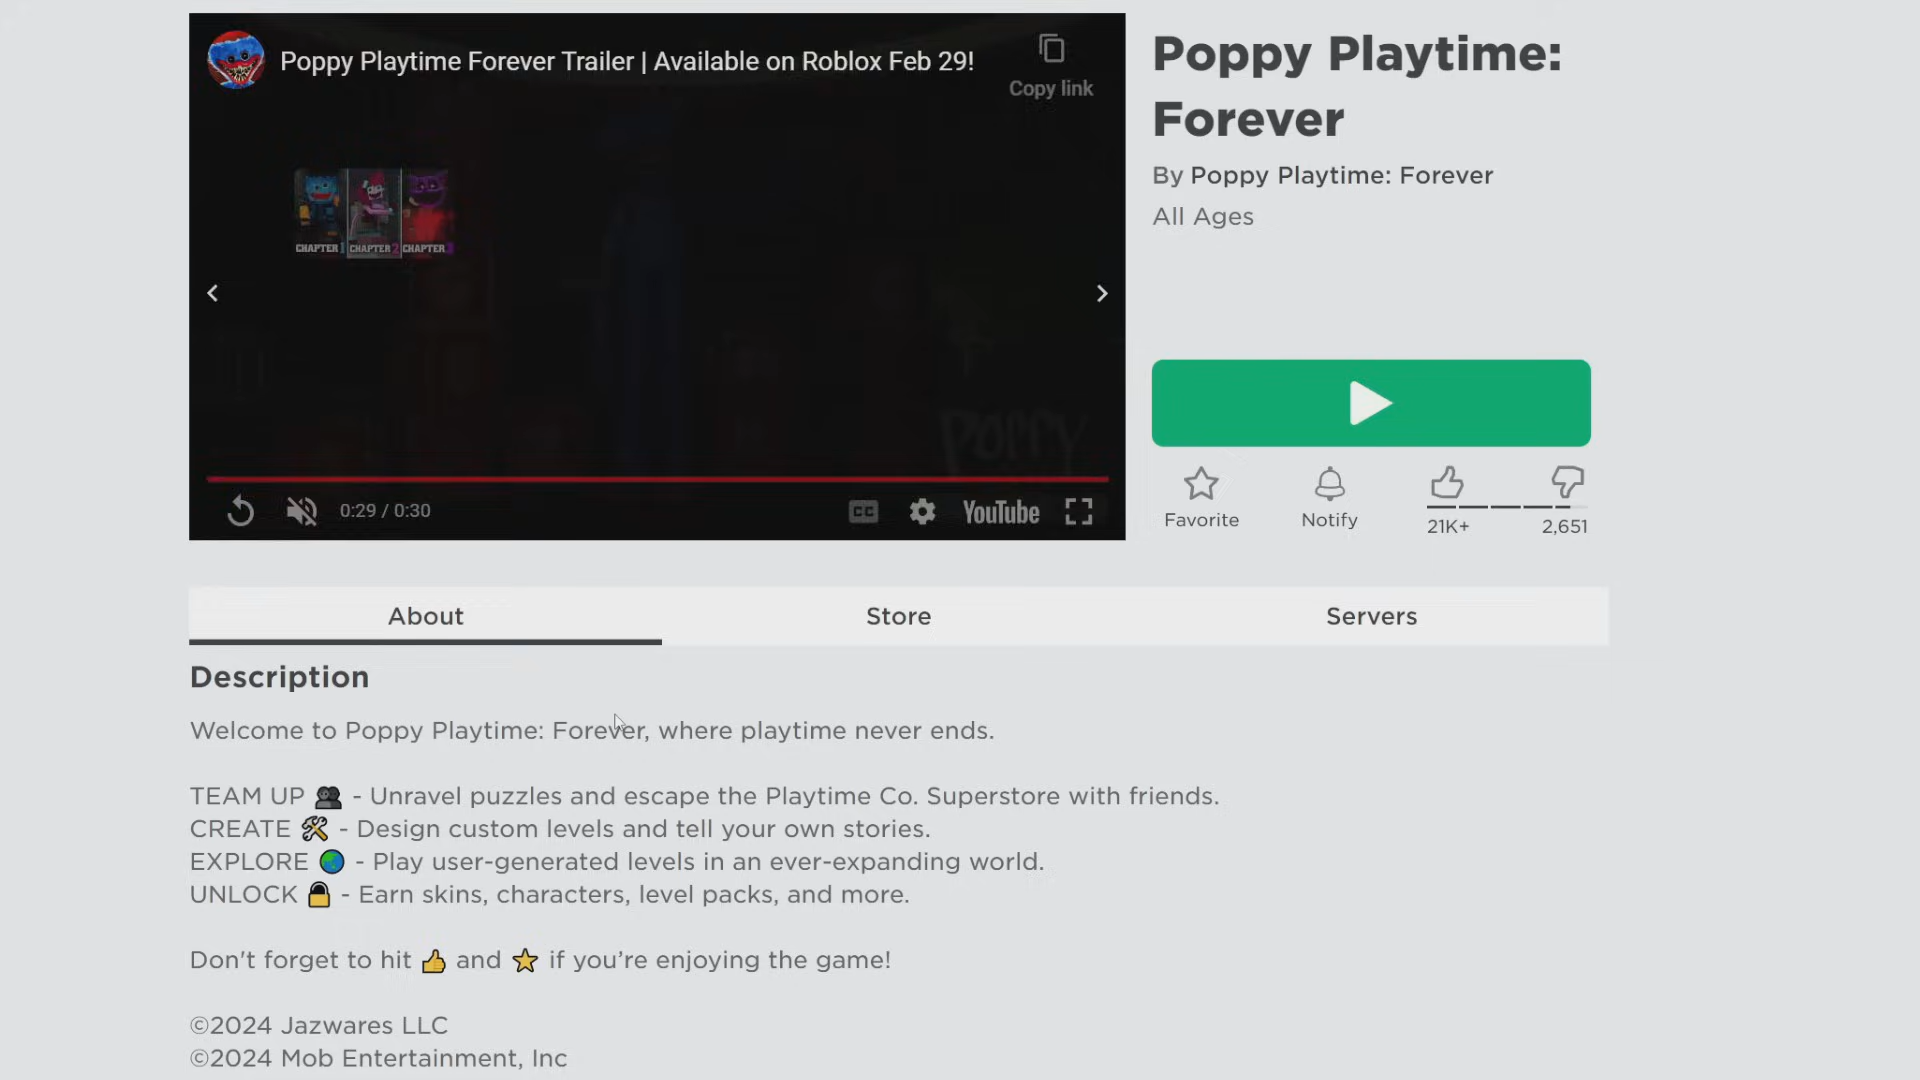 Poppy Playtime Forever Trailer | Available on Roblox Feb 29!
Copy link
CHAPTER 1 CHAPTER 2 CHAPTER 3
POPPY
0:29 / 0:30
CC
YouTube
Poppy Playtime:
Forever
By Poppy Playtime: Forever
All Ages
Favorite
Notify
21K+
2,651
About
Store
Servers
Description
Welcome to Poppy Playtime: Forever, where playtime never ends.
TEAM UP 👥 - Unravel puzzles and escape the Playtime Co. Superstore with friends.
CREATE 🛠 - Design custom levels and tell your own stories.
EXPLORE 🌏 - Play user-generated levels in an ever-expanding world.
UNLOCK 🔒 - Earn skins, characters, level packs, and more.
Don't forget to hit 👍 and ⭐ if you’re enjoying the game!
©2024 Jazwares LLC
©2024 Mob Entertainment, Inc